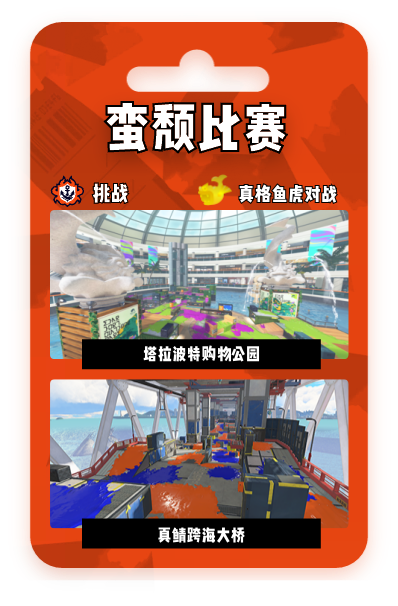 蛮颓比赛
挑战
真格鱼虎对战
塔拉波特购物公园
真鲭跨海大桥